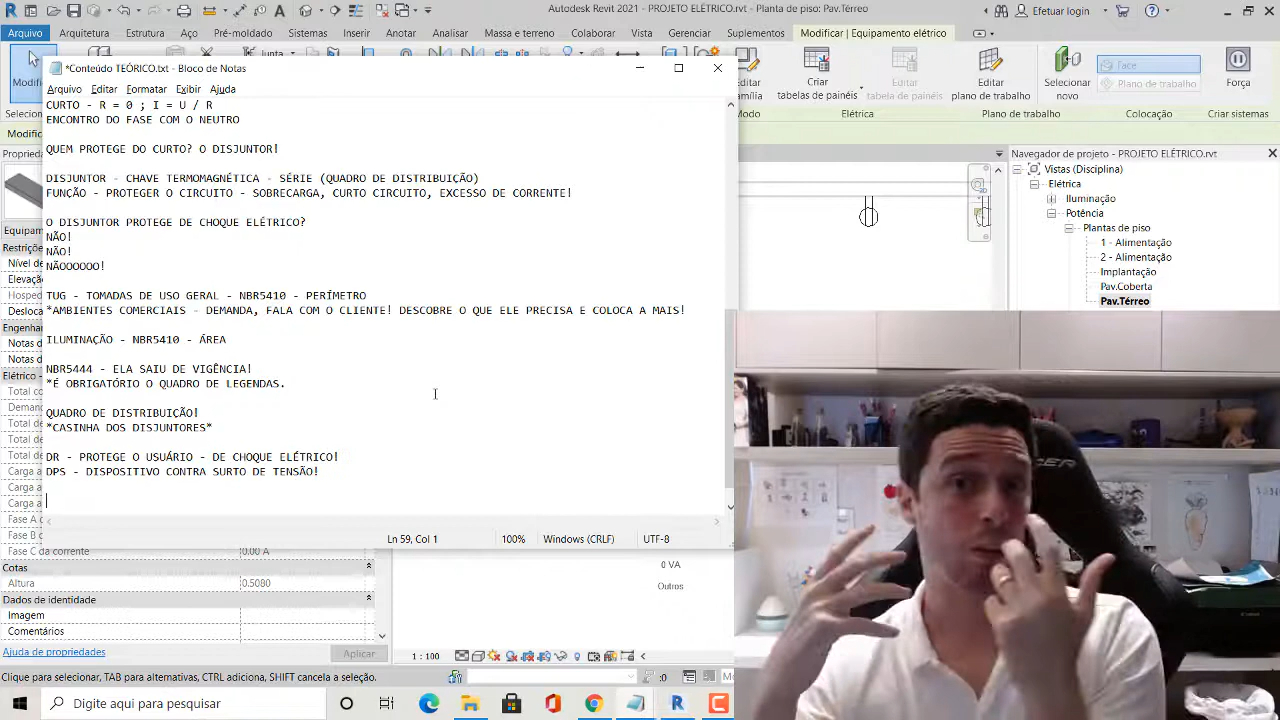 Autodesk Revit 2021 - PROJETO ELÉTRICO.rvt - Planta de piso: Pav.Térreo
Efetuar login
Arquivo Arquitetura Estrutura Aço Pré-moldado Sistemas Inserir Anotar Analisar Massa e terreno Colaborar Vista Gerenciar Suplementos Modificar | Equipamento elétrico
*Conteúdo TEÓRICO.txt - Bloco de Notas
Arquivo Editar Formatar Exibir Ajuda
CURTO - R = 0 ; I = U / R
ENCONTRO DO FASE COM O NEUTRO
QUEM PROTEGE DO CURTO? O DISJUNTOR!
DISJUNTOR - CHAVE TERMOMAGNÉTICA - SÉRIE (QUADRO DE DISTRIBUIÇÃO)
FUNÇÃO - PROTEGER O CIRCUITO - SOBRECARGA, CURTO CIRCUITO, EXCESSO DE CORRENTE!
O DISJUNTOR PROTEGE DE CHOQUE ELÉTRICO?
NÃO!
NÃO!
NÃOOOOOO!
TUG - TOMADAS DE USO GERAL - NBR5410 - PERÍMETRO
*AMBIENTES COMERCIAIS - DEMANDA, FALA COM O CLIENTE! DESCOBRE O QUE ELE PRECISA E COLOCA A MAIS!
ILUMINAÇÃO - NBR5410 - ÁREA
NBR5444 - ELA SAIU DE VIGÊNCIA!
*É OBRIGATÓRIO O QUADRO DE LEGENDAS.
QUADRO DE DISTRIBUIÇÃO!
*CASINHA DOS DISJUNTORES*
DR - PROTEGE O USUÁRIO - DE CHOQUE ELÉTRICO!
DPS - DISPOSITIVO CONTRA SURTO DE TENSÃO!
Ln 59, Col 1 100% Windows (CRLF) UTF-8
Criar
tabelas de painéis
Editar
tabela de painéis
Editar
plano de trabalho
Selecionar
novo
Face
Plano de trabalho
Força
Elétrica
Plano de trabalho
Colocação
Criar sistemas
Navegador de projeto - PROJETO ELÉTRICO.rvt
Vistas (Disciplina)
Elétrica
Iluminação
Potência
Plantas de piso
1 - Alimentação
2 - Alimentação
Implantação
Pav.Coberta
Pav.Térreo
Fase C da corrente 0.00 A
Cotas
Altura 0.5080
Dados de identidade
Imagem
Comentários
Ajuda de propriedades
Aplicar
0 VA
Outros
1 : 100
Clique para selecionar, TAB para alternativas, CTRL adiciona, SHIFT cancela a seleção.
:0
Digite aqui para pesquisar